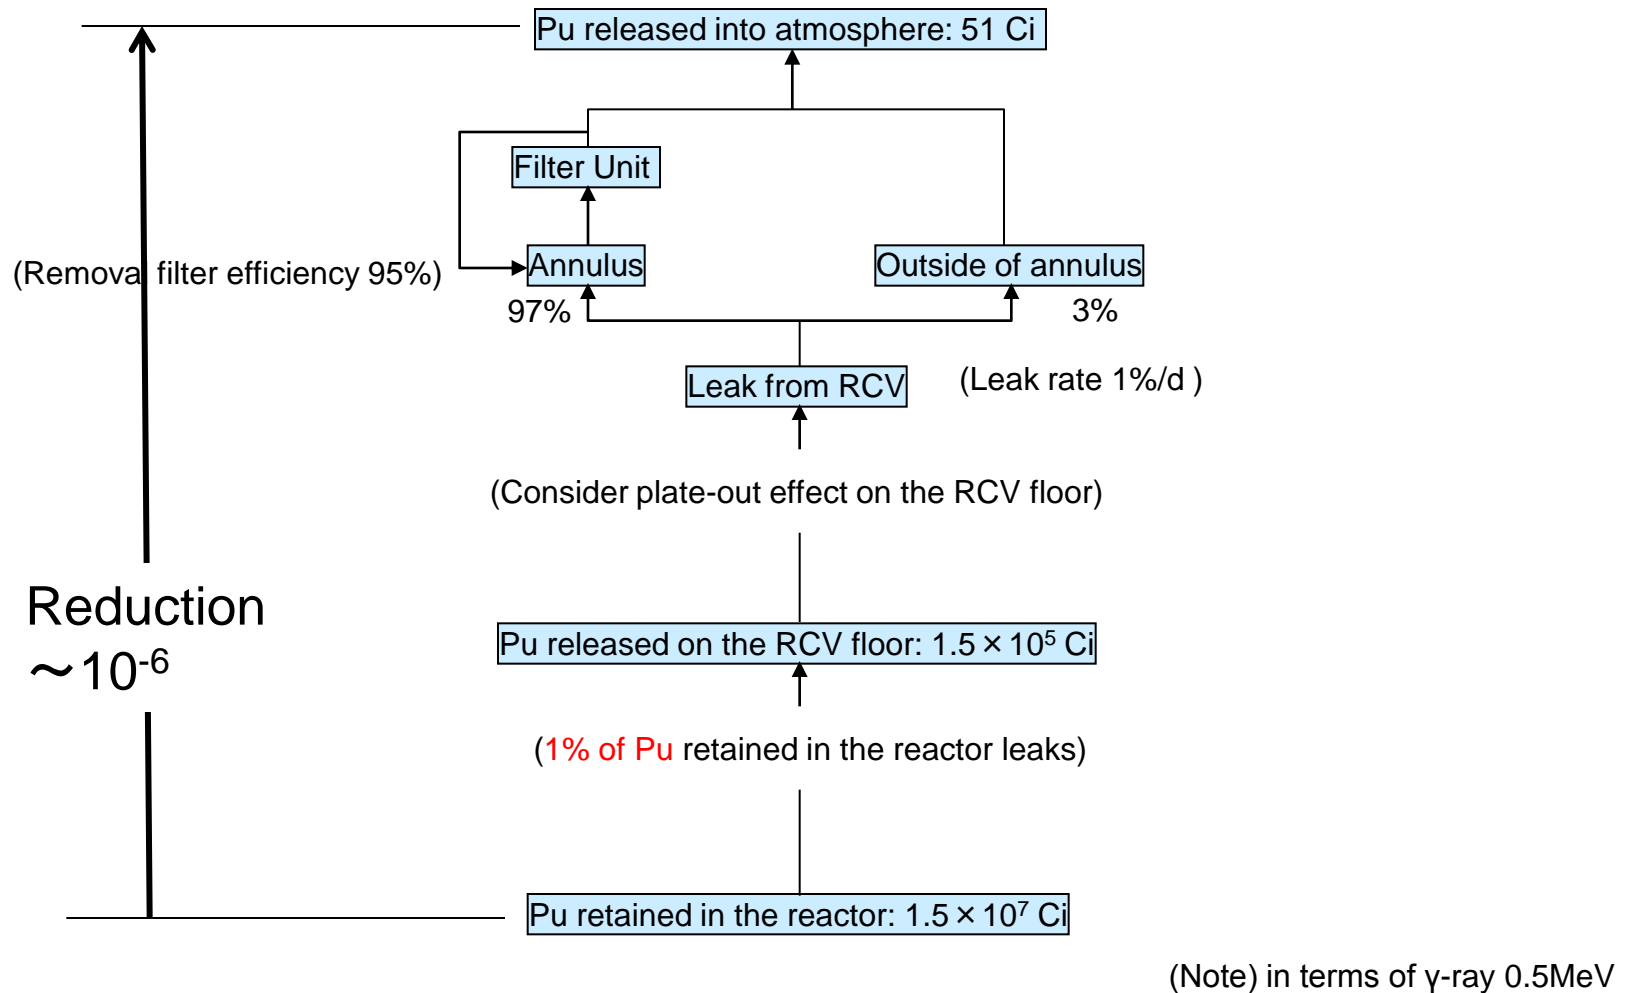 Pu released into atmosphere: 51 Ci
Filter Unit
(Removal filter efficiency 95%)
Annulus
Outside of annulus
97%
3%
Leak from RCV
(Leak rate 1%/d )
(Consider plate-out effect on the RCV floor)
Reduction
～10⁻⁶
Pu released on the RCV floor: 1.5×10⁵ Ci
(1% of Pu retained in the reactor leaks)
Pu retained in the reactor: 1.5×10⁷ Ci
(Note) in terms of γ-ray 0.5MeV